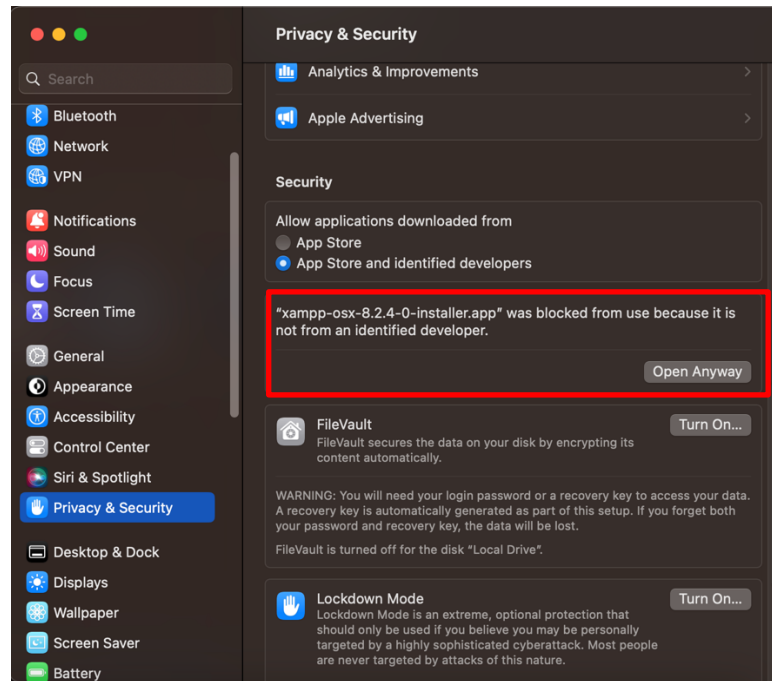 Search
Bluetooth
Network
VPN
Notifications
Sound
Focus
Screen Time
General
Appearance
Accessibility
Control Center
Siri & Spotlight
Privacy & Security
Desktop & Dock
Displays
Wallpaper
Screen Saver
Battery
Privacy & Security
Analytics & Improvements
Apple Advertising
Security
Allow applications downloaded from
App Store
App Store and identified developers
“xampp-osx-8.2.4-0-installer.app” was blocked from use because it is
not from an identified developer.
Open Anyway
FileVault
Turn On...
FileVault secures the data on your disk by encrypting its
content automatically.
WARNING: You will need your login password or a recovery key to access your data.
A recovery key is automatically generated as part of this setup. If you forget both
your password and recovery key, the data will be lost.
FileVault is turned off for the disk “Local Drive”.
Lockdown Mode
Turn On...
Lockdown Mode is an extreme, optional protection that
should only be used if you believe you may be personally
targeted by a highly sophisticated cyberattack. Most people
are never targeted by attacks of this nature.